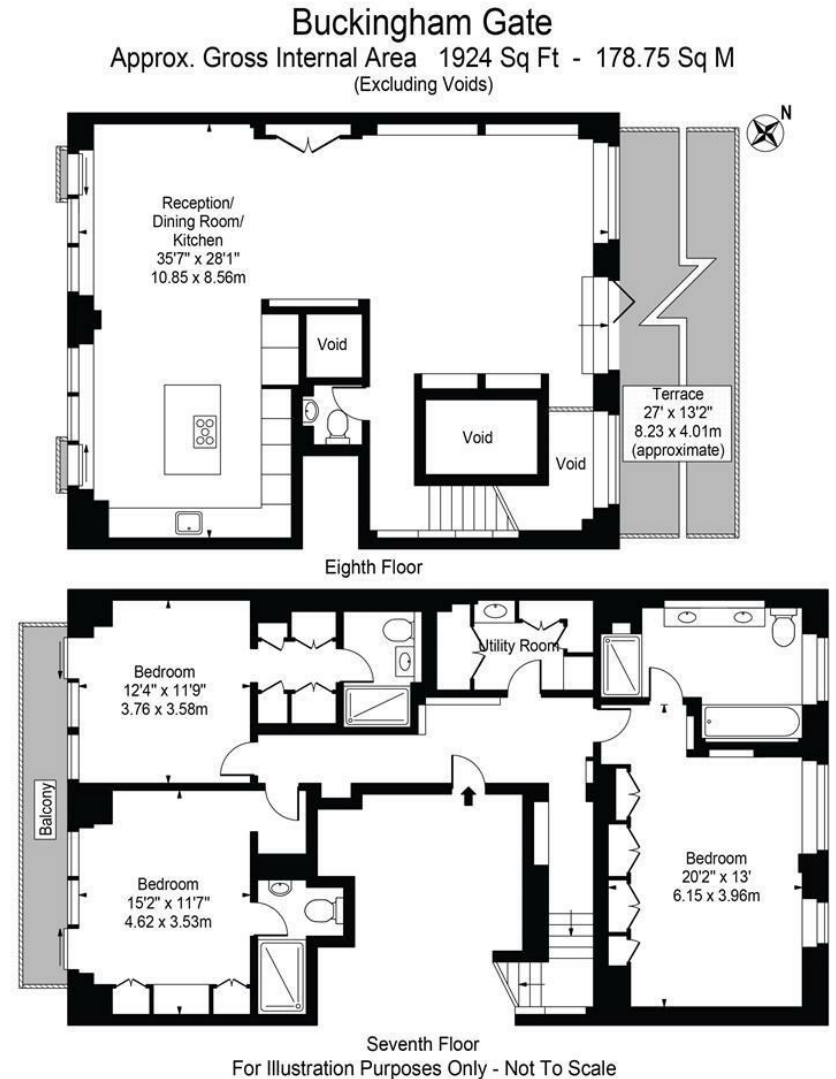 Buckingham Gate
Approx. Gross Internal Area 1924 Sq Ft - 178.75 Sq M
(Excluding Voids)
N
Reception/
Dining Room/
Kitchen
35'7" x 28'1"
10.85 x 8.56m
Void
Void
Void
Terrace
27' x 13'2"
8.23 x 4.01m
(approximate)
Eighth Floor
Utility Room
Bedroom
12'4" x 11'9"
3.76 x 3.58m
Balcony
Bedroom
15'2" x 11'7"
4.62 x 3.53m
Bedroom
20'2" x 13'
6.15 x 3.96m
Seventh Floor
For Illustration Purposes Only - Not To Scale